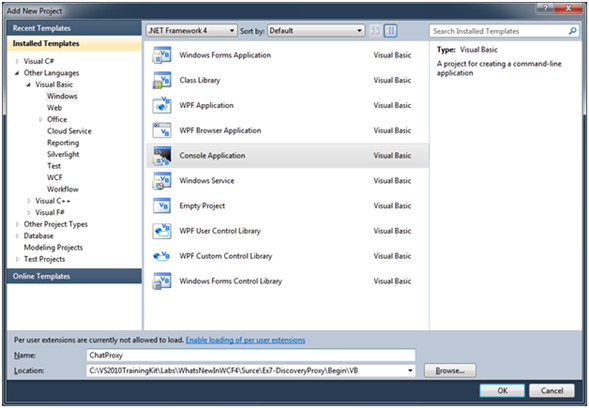 Add New Project
Recent Templates
Installed Templates
Visual C#
Other Languages
Visual Basic
Windows
Web
Office
Cloud Service
Reporting
Silverlight
Test
WCF
Workflow
Visual C++
Visual F#
Other Project Types
Database
Modeling Projects
Test Projects
Online Templates
.NET Framework 4 Sort by: Default
Windows Forms Application Visual Basic
Class Library Visual Basic
WPF Application Visual Basic
WPF Browser Application Visual Basic
Console Application Visual Basic
Windows Service Visual Basic
Empty Project Visual Basic
WPF User Control Library Visual Basic
WPF Custom Control Library Visual Basic
Windows Forms Control Library Visual Basic
Search Installed Templates
Type: Visual Basic
A project for creating a command-line
application
Per user extensions are currently not allowed to load. Enable loading of per user extensions
Name: ChatProxy
Location: C:\VS2010TrainingKit\Labs\WhatsNewInWCF4\Surce\Ex7-DiscoveryProxy\Begin\VB Browse...
OK Cancel